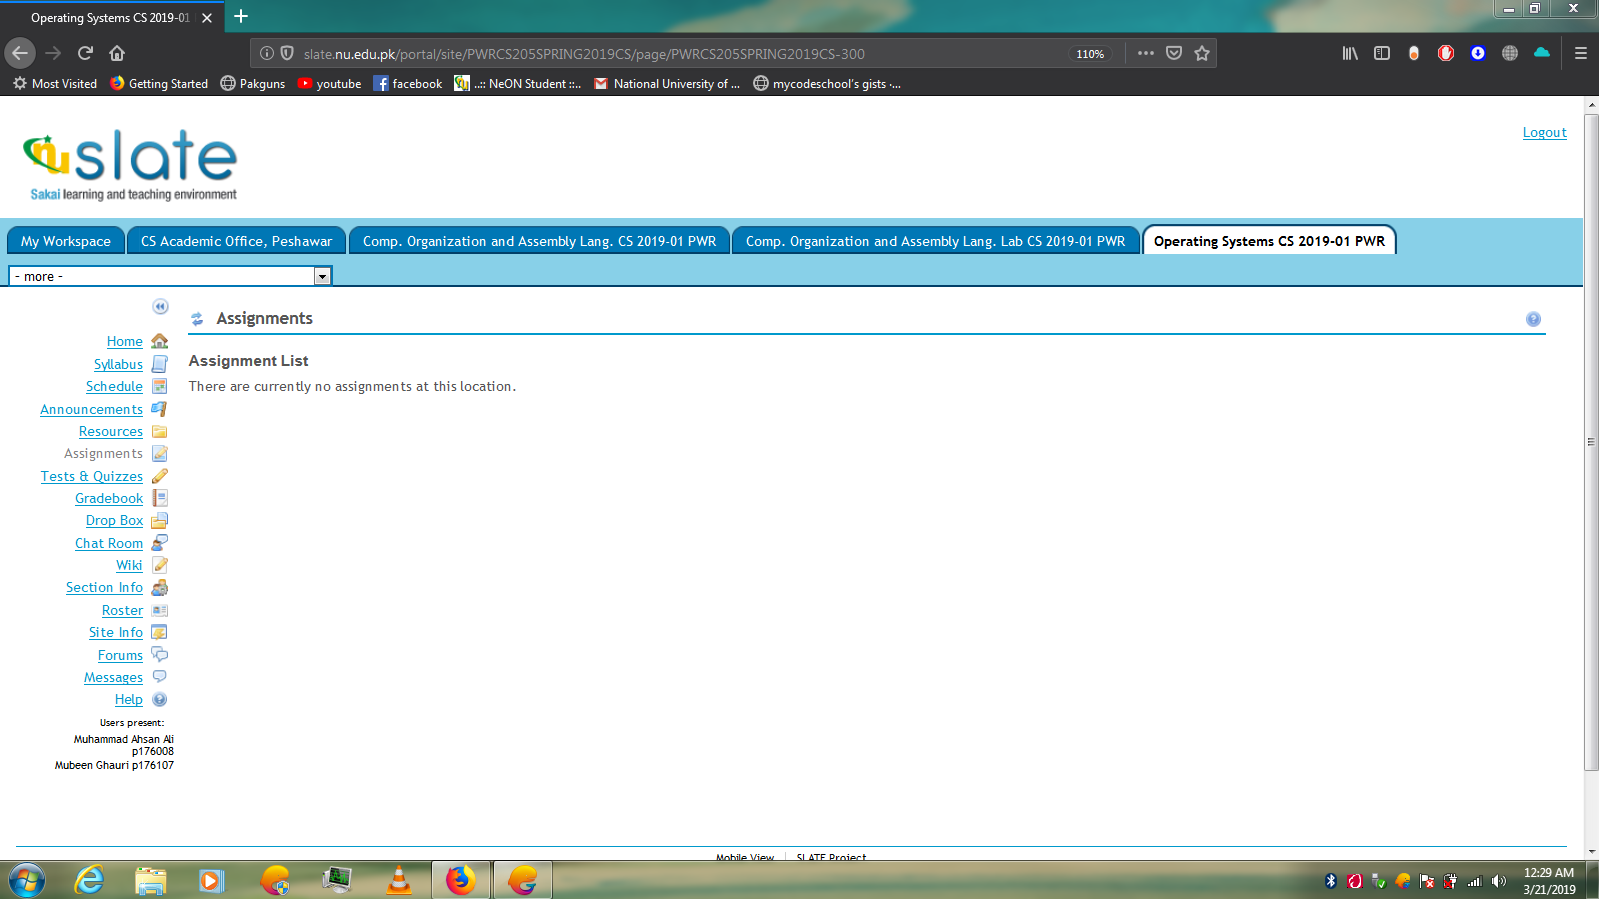 Operating Systems CS 2019-01
slate.nu.edu.pk/portal/site/PWRCS205SPRING2019CS/page/PWRCS205SPRING2019CS-300
110%
Most Visited
Getting Started
Pakguns
youtube
facebook
..:: NeON Student ::..
National University of ...
mycodeschool's gists ·...
nu slate
Sakai learning and teaching environment
Logout
My Workspace
CS Academic Office, Peshawar
Comp. Organization and Assembly Lang. CS 2019-01 PWR
Comp. Organization and Assembly Lang. Lab CS 2019-01 PWR
Operating Systems CS 2019-01 PWR
- more -
Assignments
Assignment List
There are currently no assignments at this location.
Home
Syllabus
Schedule
Announcements
Resources
Assignments
Tests & Quizzes
Gradebook
Drop Box
Chat Room
Wiki
Section Info
Roster
Site Info
Forums
Messages
Help
Users present:
Muhammad Ahsan Ali
p176008
Mubeen Ghauri p176107
Mobile View
SLATE Project
12:29 AM
3/21/2019